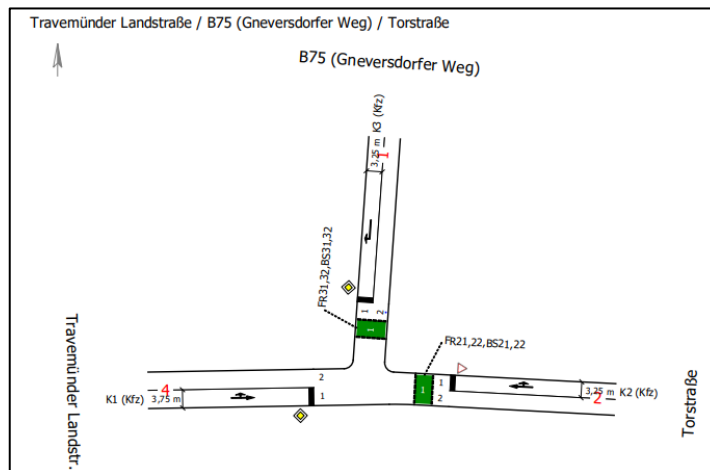 Travemünder Landstraße / B75 (Gneversdorfer Weg) / Torstraße
B75 (Gneversdorfer Weg)
K3 (Kfz)
3,25 m
1
FR31,32,BS31,32
1
2
1
FR21,22,BS21,22
Travemünder Landstr.
K1 (Kfz)
4
3,75 m
2
1
1
1
2
3,25 m
2
K2 (Kfz)
Torstraße